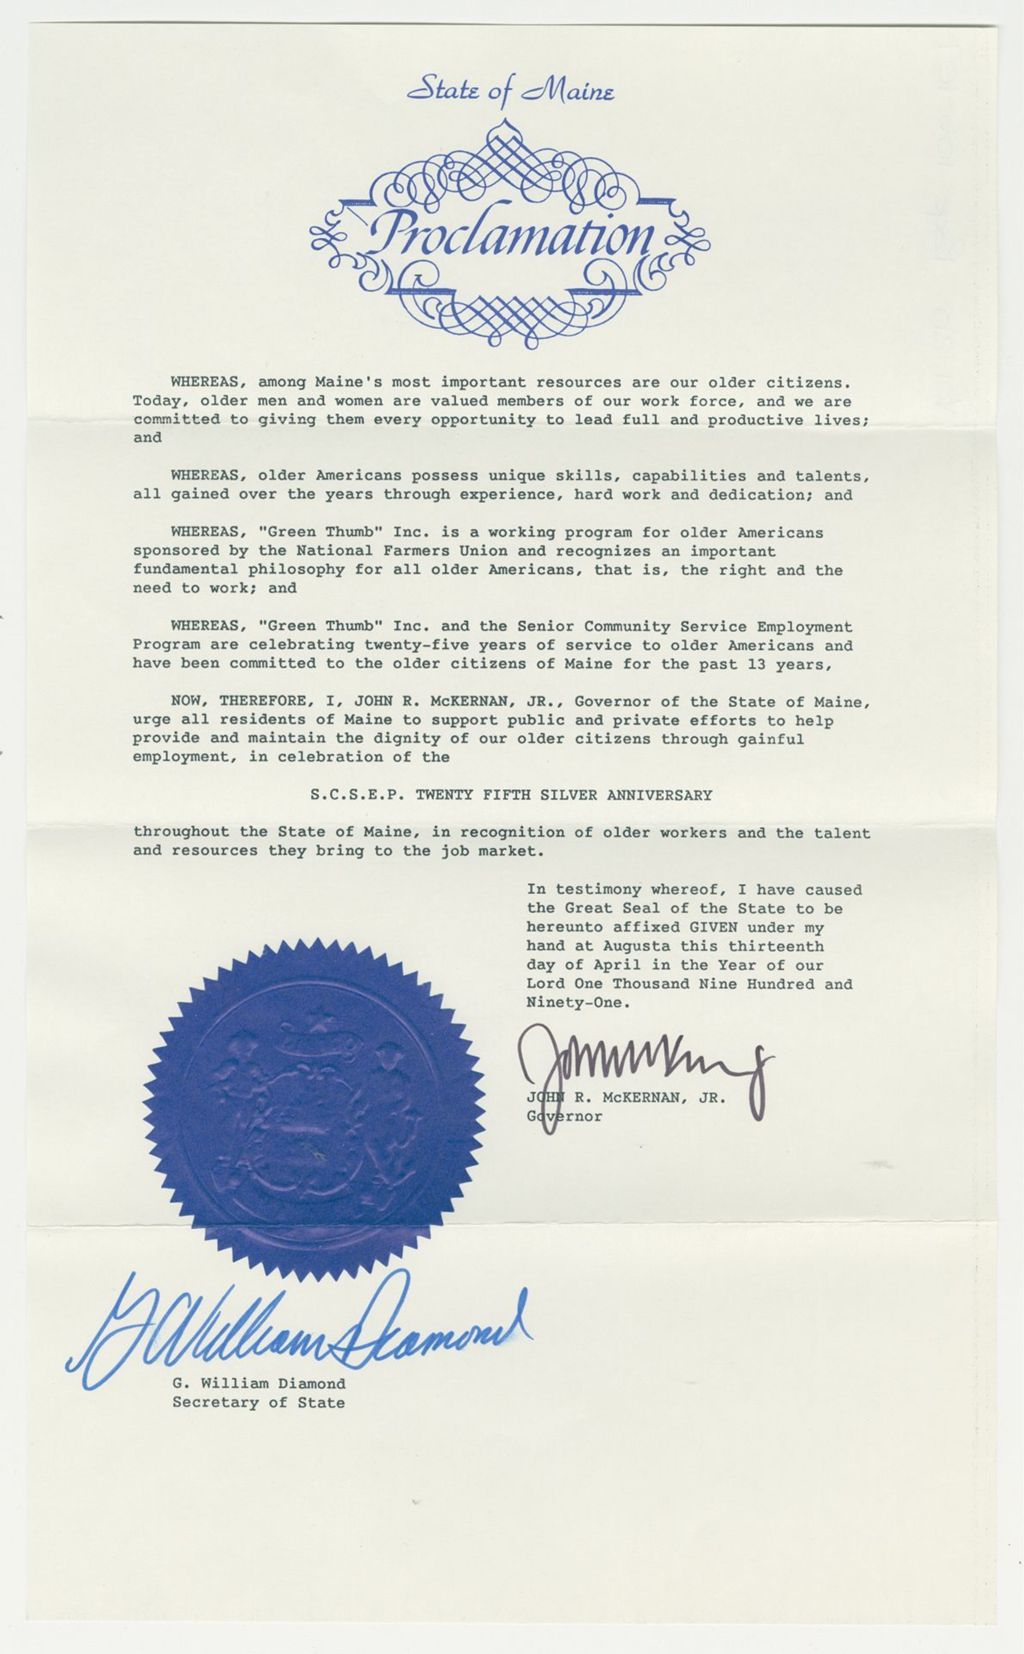 State of Maine
Proclamation
WHEREAS, among Maine's most important resources are our older citizens.
Today, older men and women are valued members of our work force, and we are
committed to giving them every opportunity to lead full and productive lives;
and
WHEREAS, older Americans possess unique skills, capabilities and talents,
all gained over the years through experience, hard work and dedication; and
WHEREAS, "Green Thumb" Inc. is a working program for older Americans
sponsored by the National Farmers Union and recognizes an important
fundamental philosophy for all older Americans, that is, the right and the
need to work; and
WHEREAS, "Green Thumb" Inc. and the Senior Community Service Employment
Program are celebrating twenty-five years of service to older Americans and
have been committed to the older citizens of Maine for the past 13 years,
NOW, THEREFORE, I, JOHN R. McKERNAN, JR., Governor of the State of Maine,
urge all residents of Maine to support public and private efforts to help
provide and maintain the dignity of our older citizens through gainful
employment, in celebration of the
S.C.S.E.P. TWENTY FIFTH SILVER ANNIVERSARY
throughout the State of Maine, in recognition of older workers and the talent
and resources they bring to the job market.
In testimony whereof, I have caused
the Great Seal of the State to be
hereunto affixed GIVEN under my
hand at Augusta this thirteenth
day of April in the Year of our
Lord One Thousand Nine Hundred and
Ninety-One.
JOHN R. McKERNAN, JR.
Governor
G William Diamond
G. William Diamond
Secretary of State